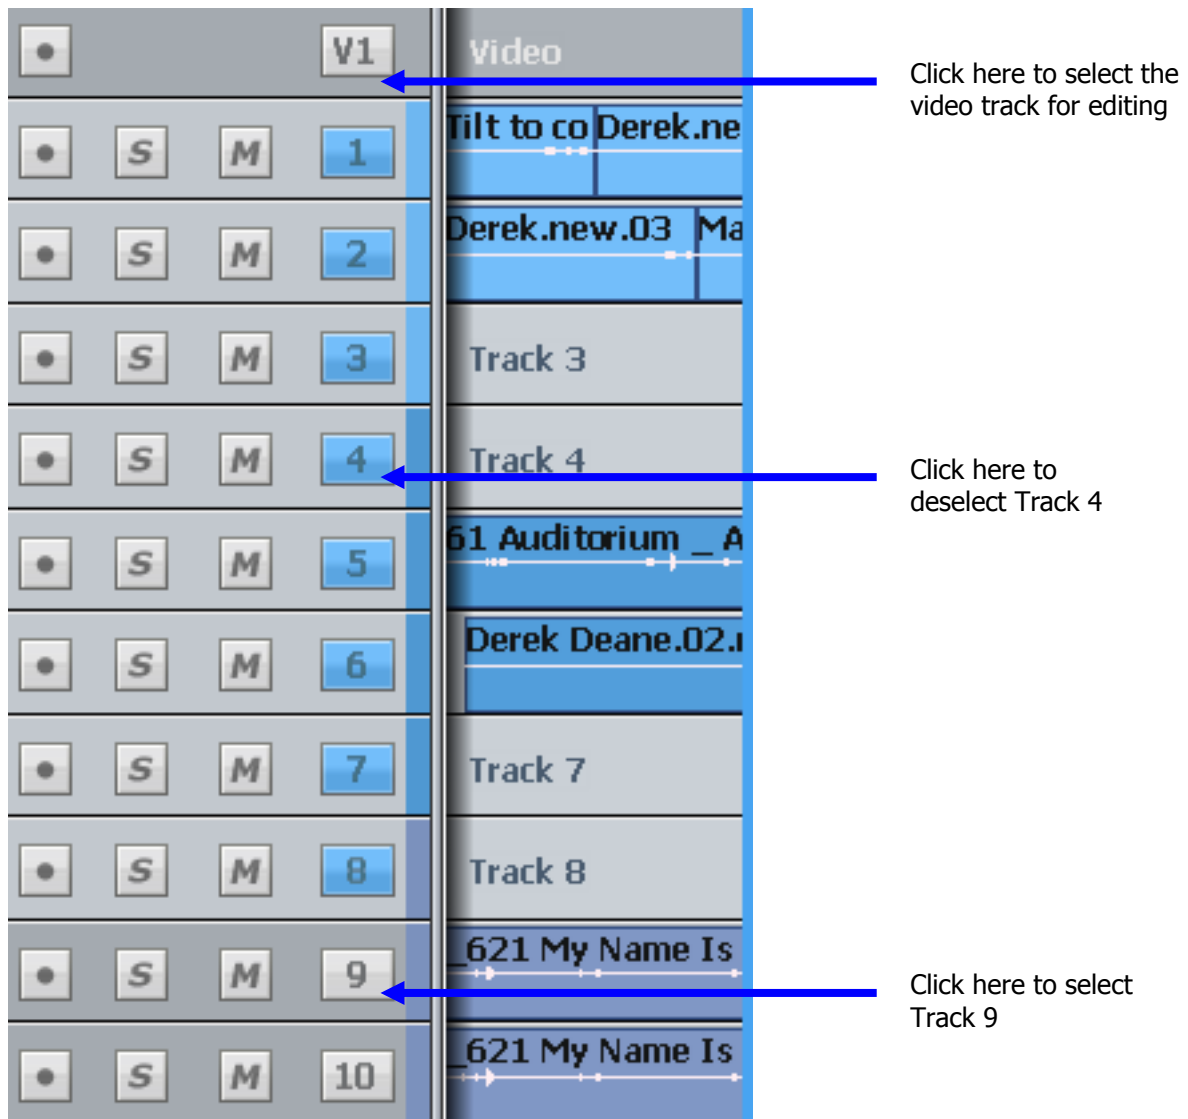 V1 Video
Click here to select the
video track for editing
S M 1 Tilt to co Derek.ne
S M 2 Derek.new.03 Ma
S M 3 Track 3
S M 4 Track 4
Click here to
deselect Track 4
S M 5 61 Auditorium _ A
S M 6 Derek Deane.02.
S M 7 Track 7
S M 8 Track 8
S M 9 _621 My Name Is
Click here to select
Track 9
S M 10 _621 My Name Is